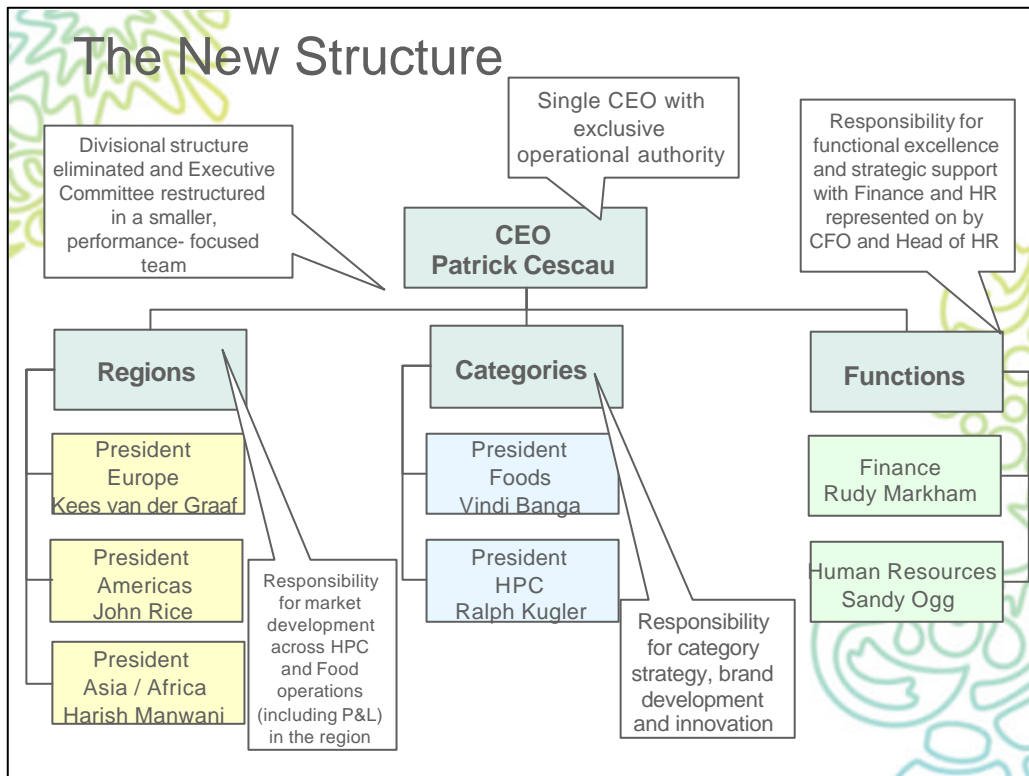 The New Structure
Single CEO with
exclusive
operational authority
Responsibility for
functional excellence
and strategic support
with Finance and HR
represented on by
CFO and Head of HR
Divisional structure
eliminated and Executive
Committee restructured
in a smaller,
performance- focused
team
CEO
Patrick Cescau
Regions
Categories
Functions
President
Europe
Kees van der Graaf
President
Americas
John Rice
President
Asia / Africa
Harish Manwani
Responsibility
for market
development
across HPC
and Food
operations
(including P&L)
in the region
President
Foods
Vindi Banga
President
HPC
Ralph Kugler
Responsibility
for category
strategy, brand
development
and innovation
Finance
Rudy Markham
Human Resources
Sandy Ogg